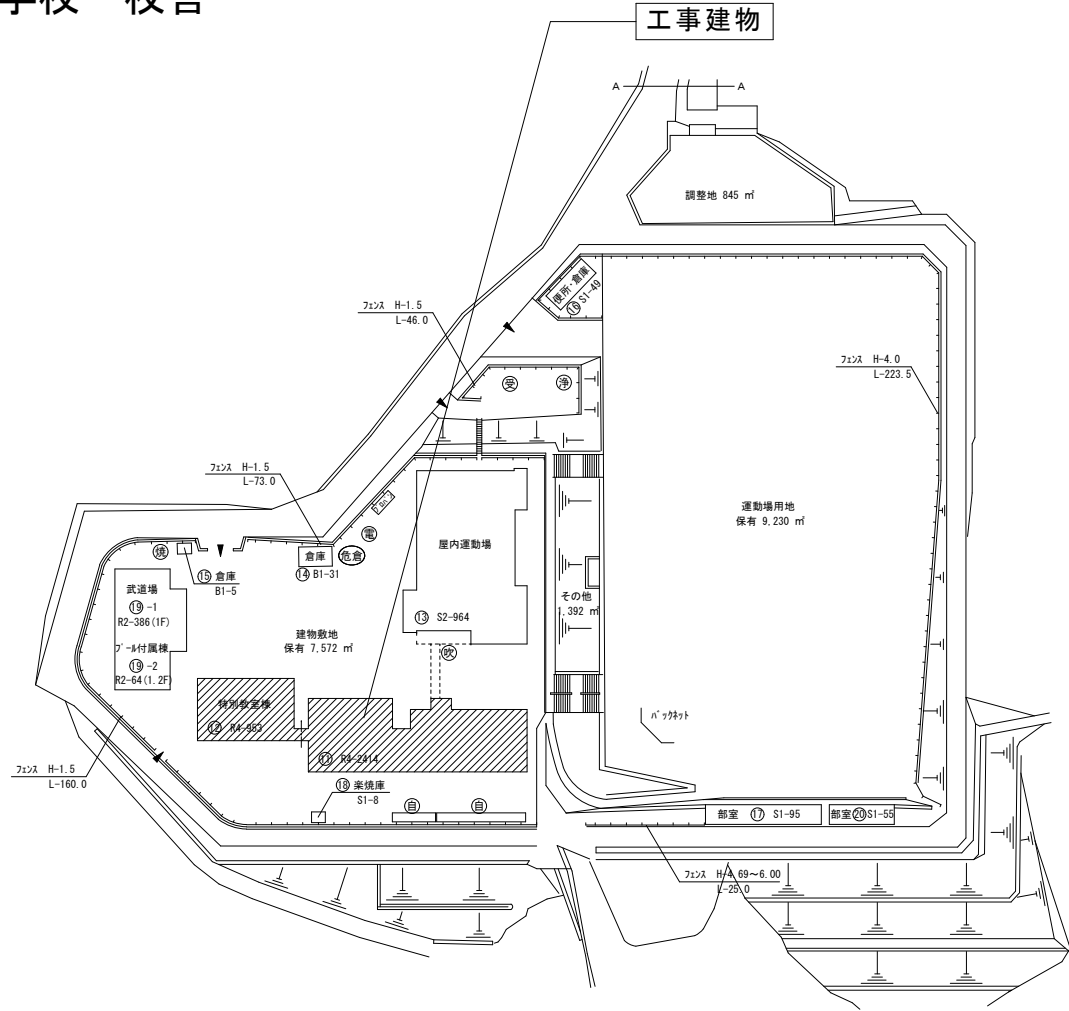 学校 校舎
工事建物
A A
調整地 845 ㎡
便所・倉庫
⑯ S1-49
フェンス H-1.5
L-46.0
フェンス H-4.0
L-223.5
受
浄
フェンス H-1.5
L-73.0
電
運動場用地
保有 9,230 ㎡
屋内運動場
焼
倉庫
危倉
⑭ B1-31
⑮ 倉庫
B1-5
武道場
⑲ -1
R2-386(1F)
プール付属棟
⑲ -2
R2-64(1.2F)
その他
1,392 ㎡
⑬ S2-964
建物敷地
保有 7,572 ㎡
吹
特別教室棟
⑫ R4-953
バックネット
⑪ R4-2414
フェンス H-1.5
L-160.0
⑱ 楽焼庫
S1-8
自
自
部室 ⑰ S1-95
部室⑳S1-55
フェンス H-4.69～6.00
L-25.0